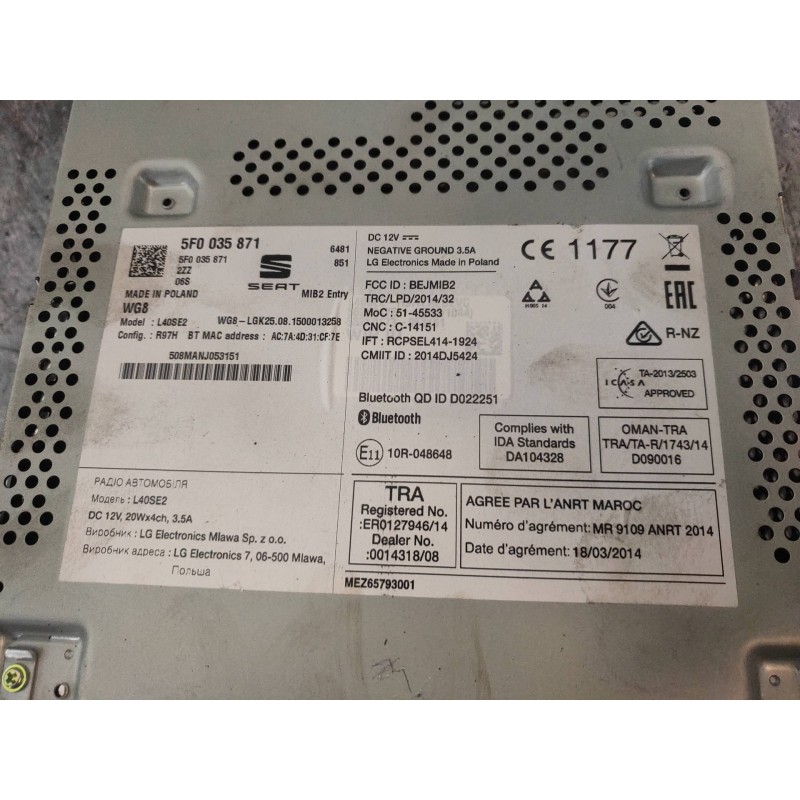 5F0 035 871
5F0 035 871
2ZZ
06S
6481
851
SEAT
MADE IN POLAND
MIB2 Entry
WG8
WG8-LGK25.08.1500013258
Model : L40SE2
Config. : R97H BT MAC address : AC:7A:4D:31:CF:7E
508MANJ053151
РАДІО АВТОМОБІЛЯ
Модель: L40SE2
DC 12V, 20Wx4ch, 3.5A
Виробник: LG Electronics Mlawa Sp. z o.o.
Виробник адреса : LG Electronics 7, 06-500 Mlawa,
Польша
DC 12V
NEGATIVE GROUND 3.5A
LG Electronics Made in Poland
CE 1177
FCC ID : BEJMIB2
TRC/LPD/2014/32
MoC: 51-45533
CNC: C-14151
IFT: RCPSEL414-1924
CMIIT ID : 2014DJ5424
004
EAC
R-NZ
ICASA
TA-2013/2503
APPROVED
Bluetooth QD ID D022251
Bluetooth
E11 10R-048648
Complies with
IDA Standards
DA104328
OMAN-TRA
TRA/TA-R/1743/14
D090016
TRA
Registered No.
:ER0127946/14
Dealer No.
:0014318/08
AGREE PAR L'ANRT MAROC
Numéro d'agrément: MR 9109 ANRT 2014
Date d'agrément: 18/03/2014
MEZ65793001